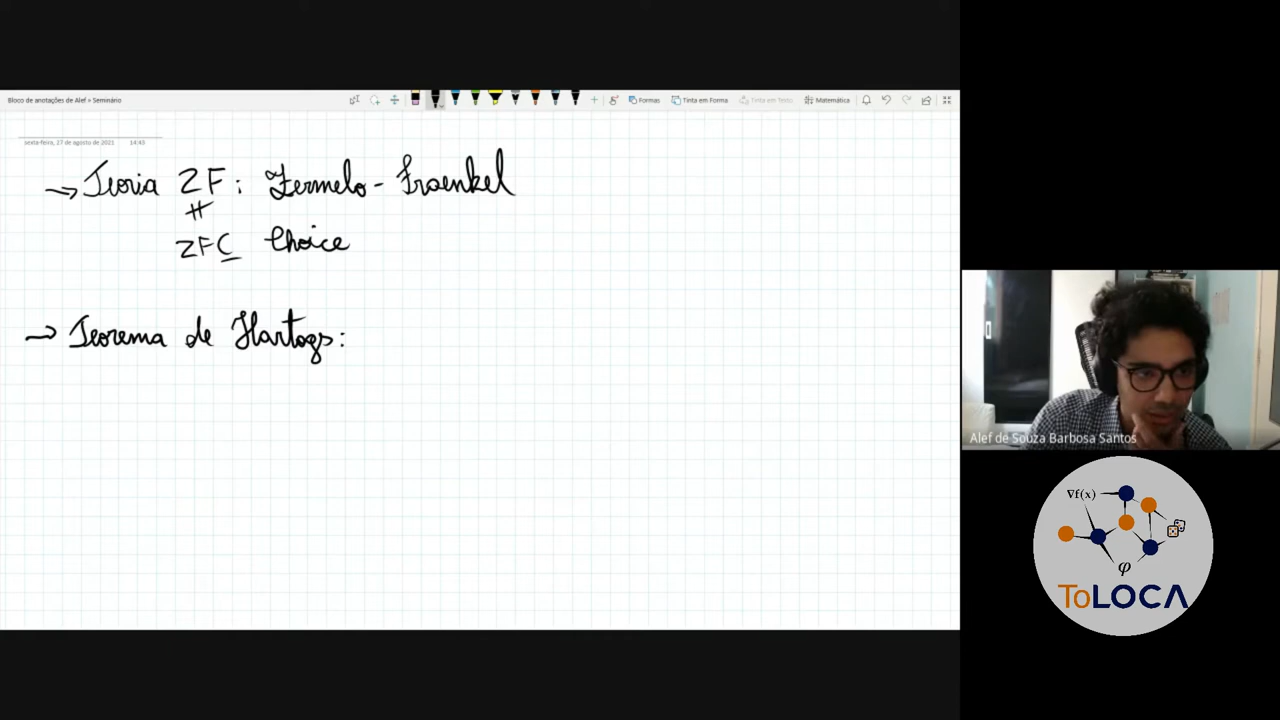 Bloco de anotações de Alef » Seminário
Formas
Tinta em Forma
Tinta em Texto
Matemática
sexta-feira, 27 de agosto de 2021 14:43
→ Teoria ZF: Zermelo - Fraenkel
ZFC Choice
→ Teorema de Hartogs:
Alef de Souza Barbosa Santos
∇f(x)
φ
ToLOCA